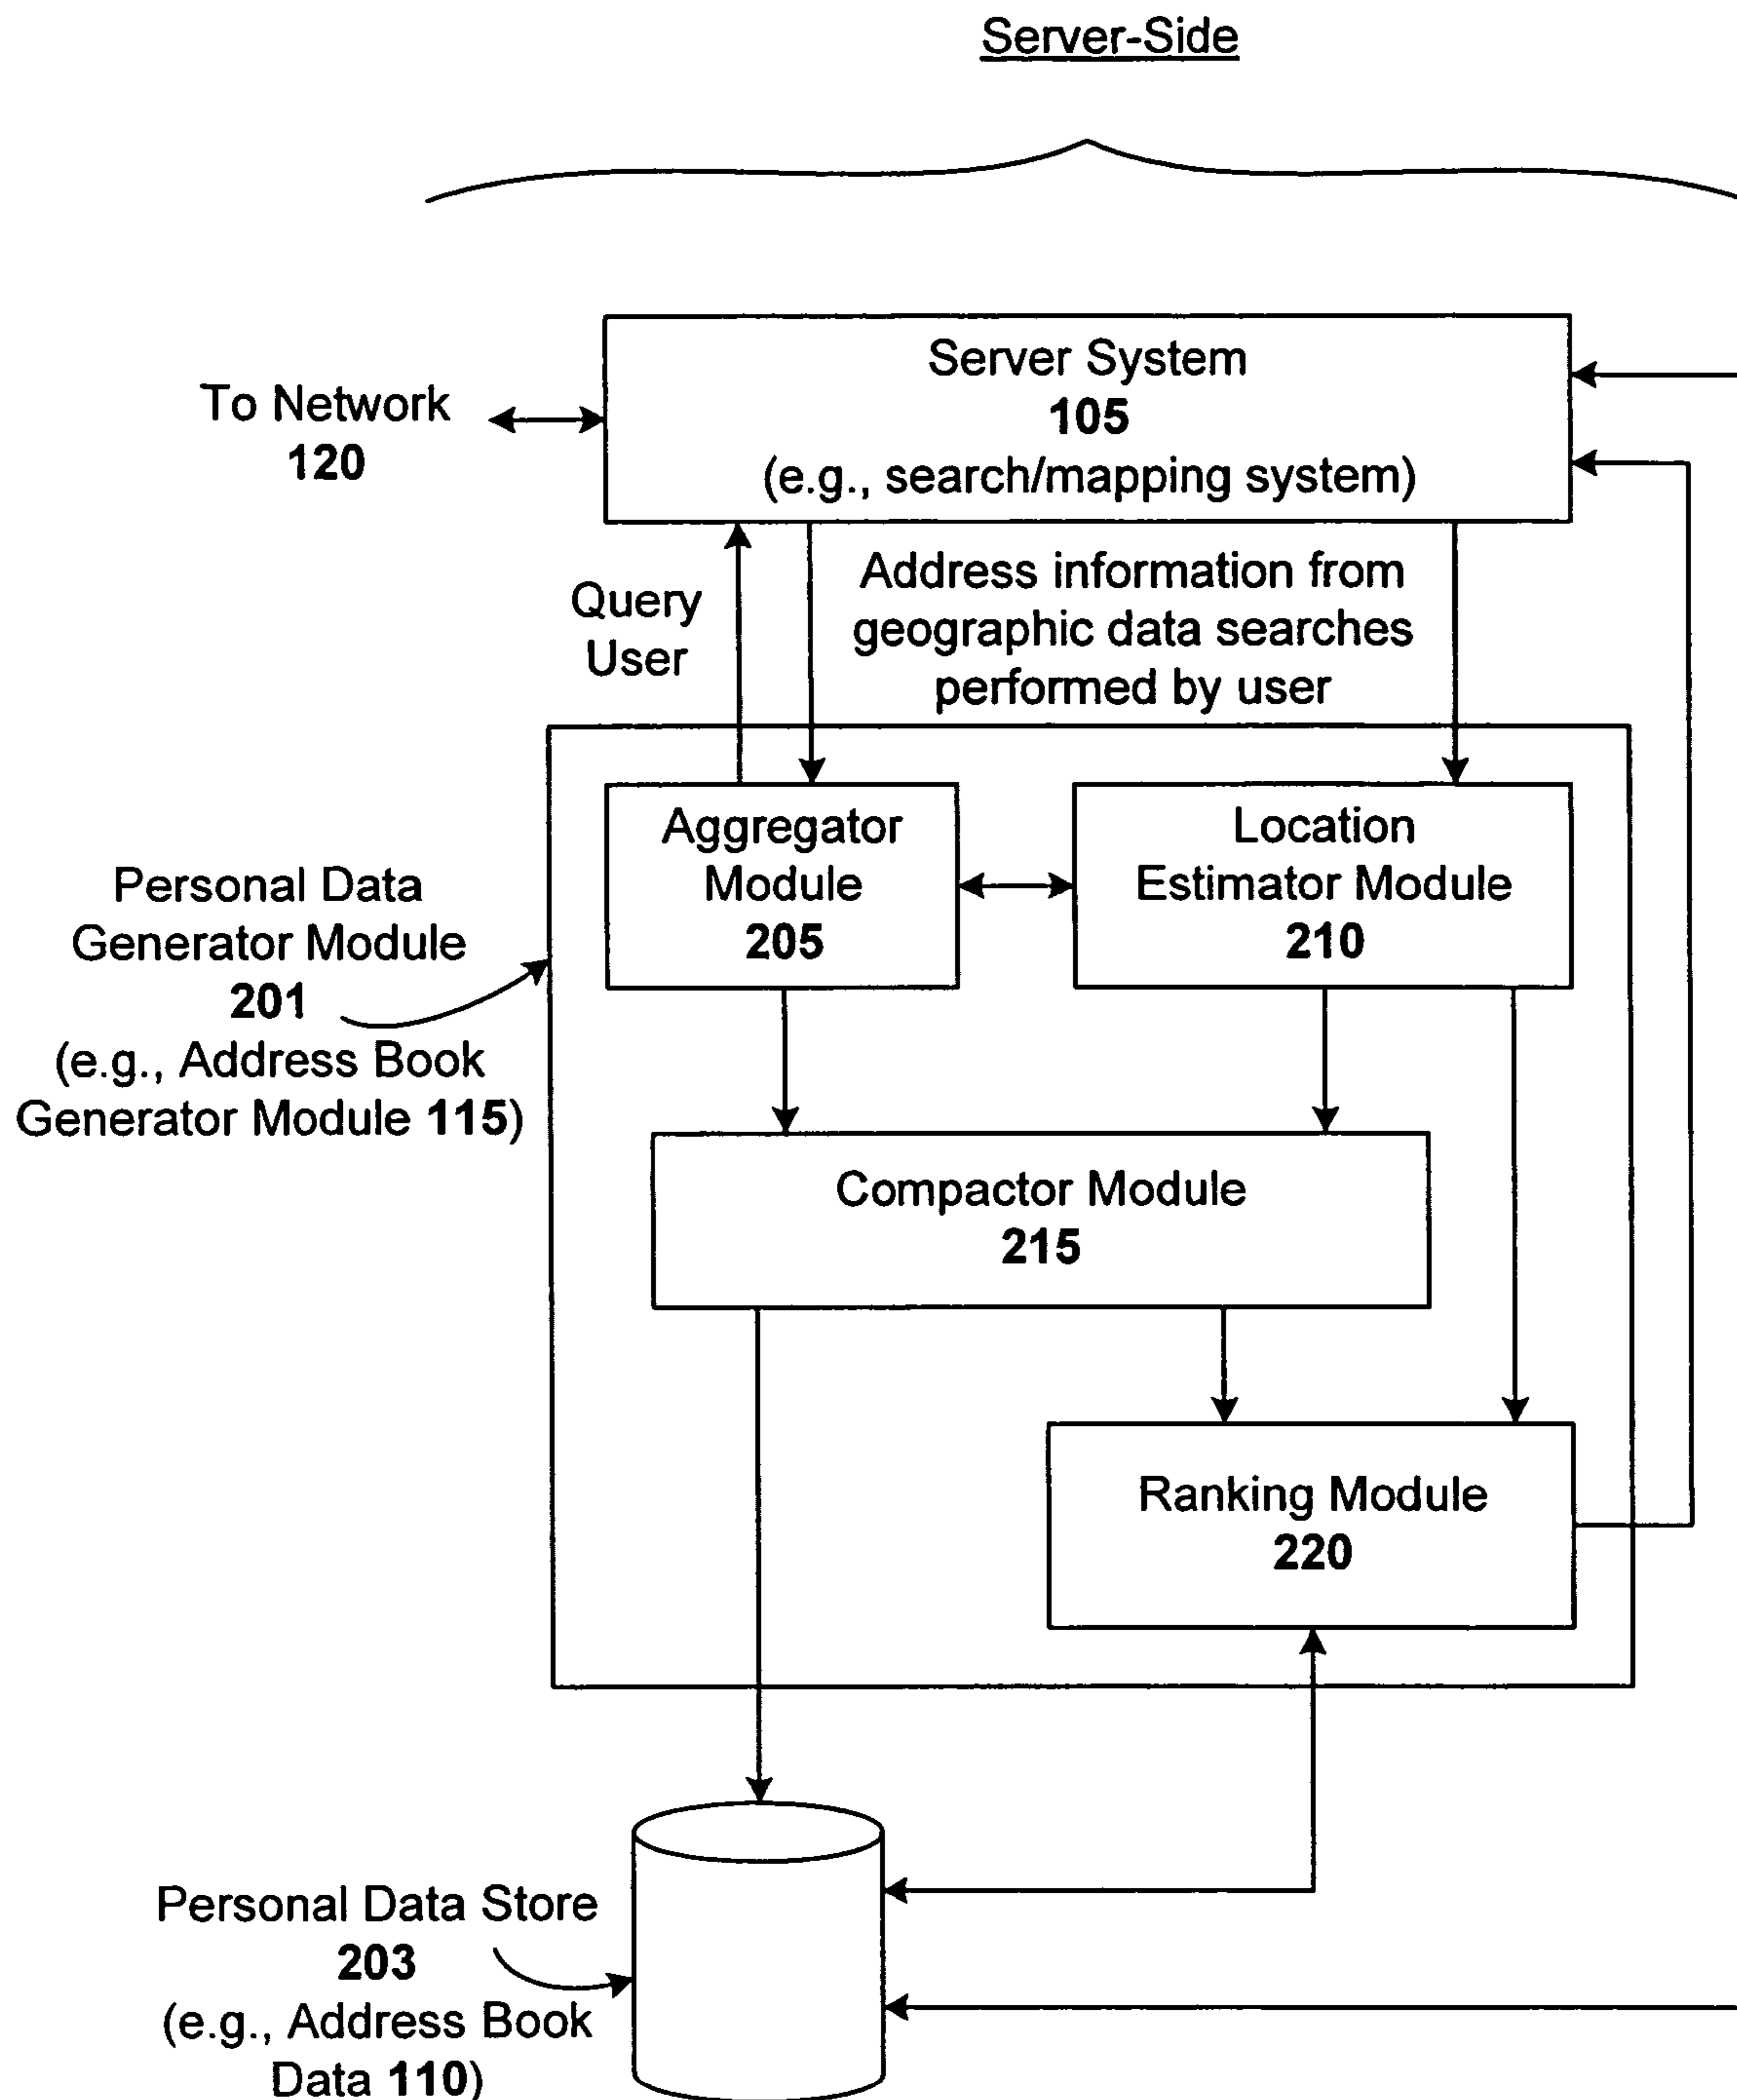 Server-Side
Server System
105
(e.g., search/mapping system)
To Network
120
Query
User
Address information from
geographic data searches
performed by user
Aggregator
Module
205
Location
Estimator Module
210
Personal Data
Generator Module
201
(e.g., Address Book
Generator Module 115)
Compactor Module
215
Ranking Module
220
Personal Data Store
203
(e.g., Address Book
Data 110)